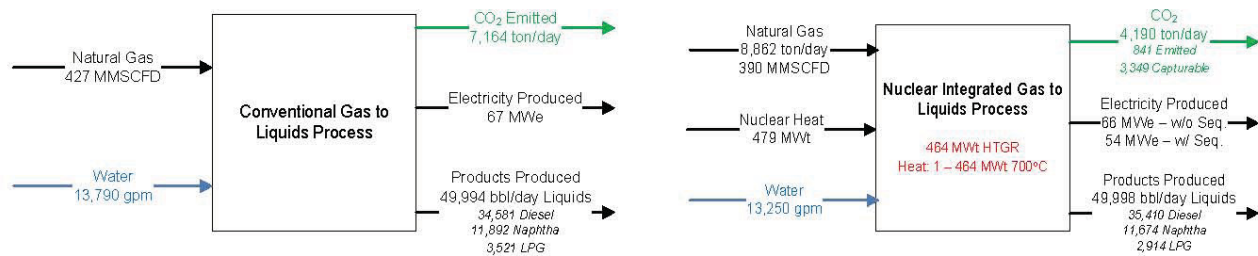 Natural Gas
427 MMSCFD
Water
13,790 gpm
Conventional Gas to
Liquids Process
CO₂ Emitted
7,164 ton/day
Electricity Produced
67 MWe
Products Produced
49,994 bbl/day Liquids
34,581 Diesel
11,892 Naphtha
3,521 LPG
Natural Gas
8,862 ton/day
390 MMSCFD
Nuclear Heat
479 MWt
Water
13,250 gpm
Nuclear Integrated Gas to
Liquids Process
464 MWt HTGR
Heat: 1 – 464 MWt 700°C
CO₂
4,190 ton/day
841 Emitted
3,349 Capturable
Electricity Produced
66 MWe – w/o Seq.
54 MWe – w/ Seq.
Products Produced
49,998 bbl/day Liquids
35,410 Diesel
11,674 Naphtha
2,914 LPG